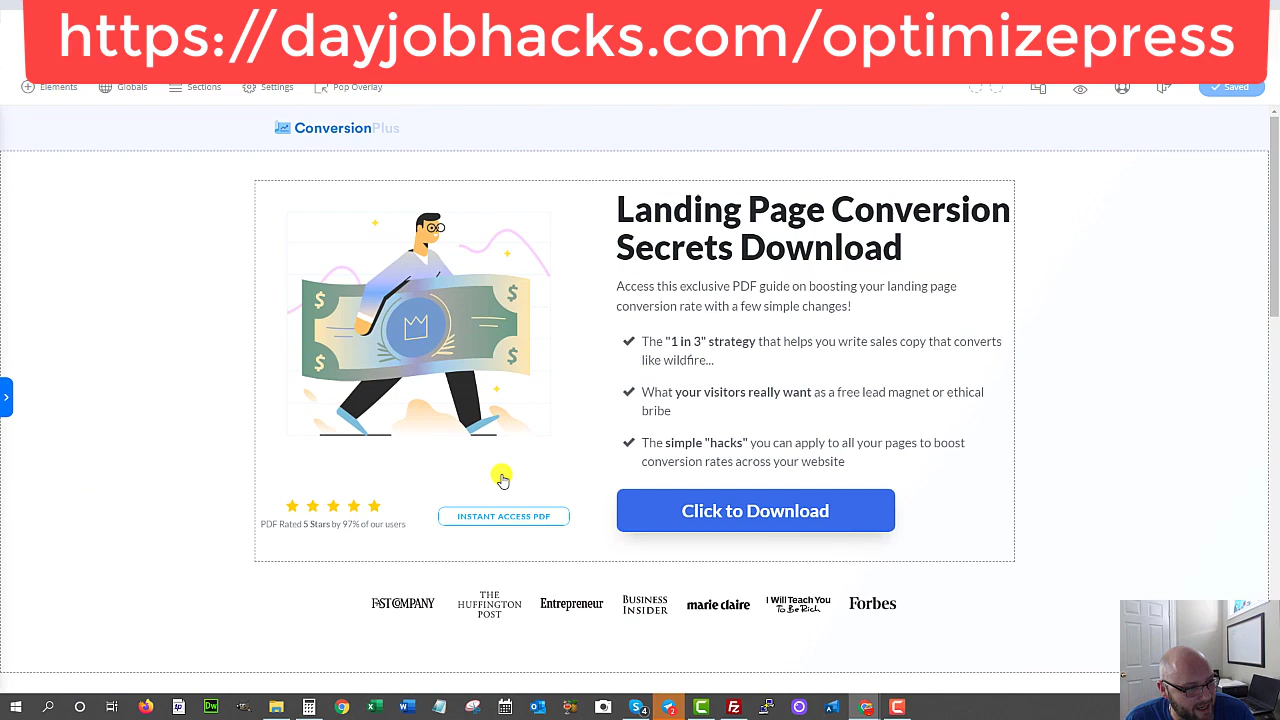 https://dayjobhacks.com/optimizepress
Elements Globals Sections Settings Pop Overlay Saved
ConversionPlus
Landing Page Conversion
Secrets Download
Access this exclusive PDF guide on boosting your landing page
conversion rate with a few simple changes!
The "1 in 3" strategy that helps you write sales copy that converts
like wildfire...
What your visitors really want as a free lead magnet or ethical
bribe
The simple "hacks" you can apply to all your pages to boost
conversion rates across your website
$ $
$ $
PDF Rated 5 Stars by 97% of our users
INSTANT ACCESS PDF
Click to Download
FAST COMPANY
THE
HUFFINGTON
POST
Entrepreneur
BUSINESS
INSIDER
marie claire
I Will Teach You
To Be Rich
Forbes